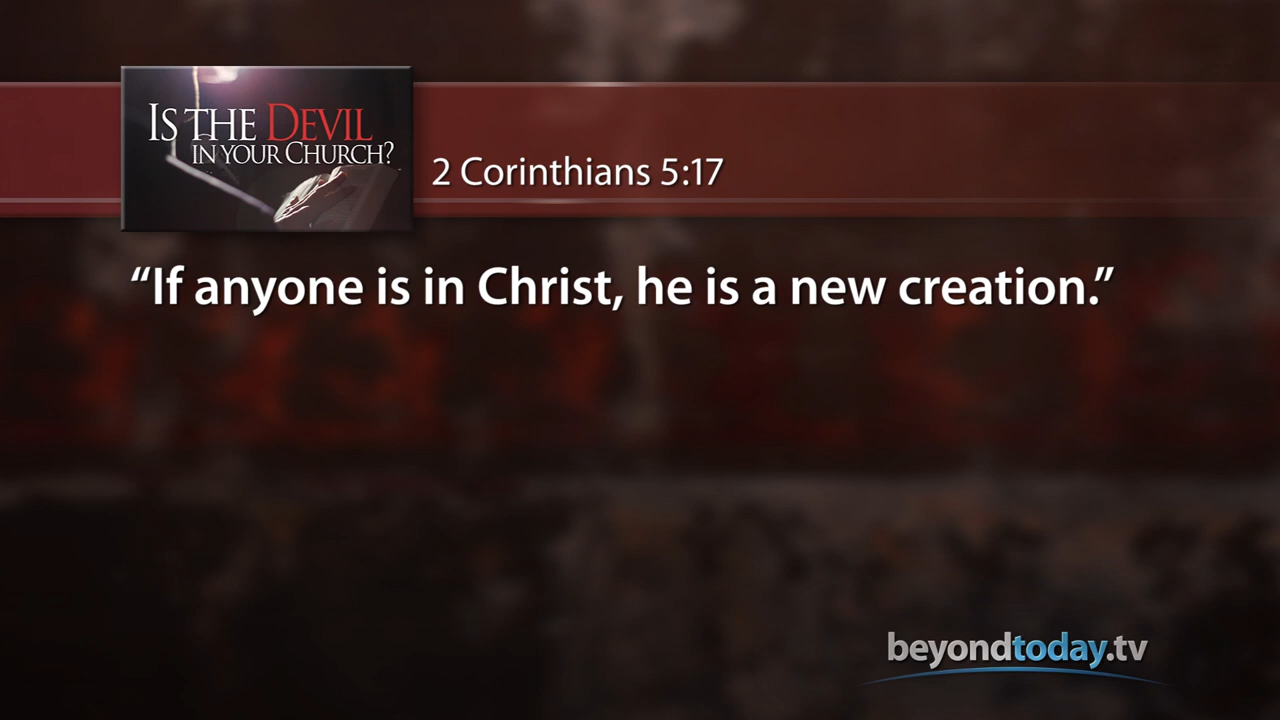 IS THE DEVIL
IN YOUR CHURCH?
2 Corinthians 5:17
“If anyone is in Christ, he is a new creation.”
beyondtoday.tv